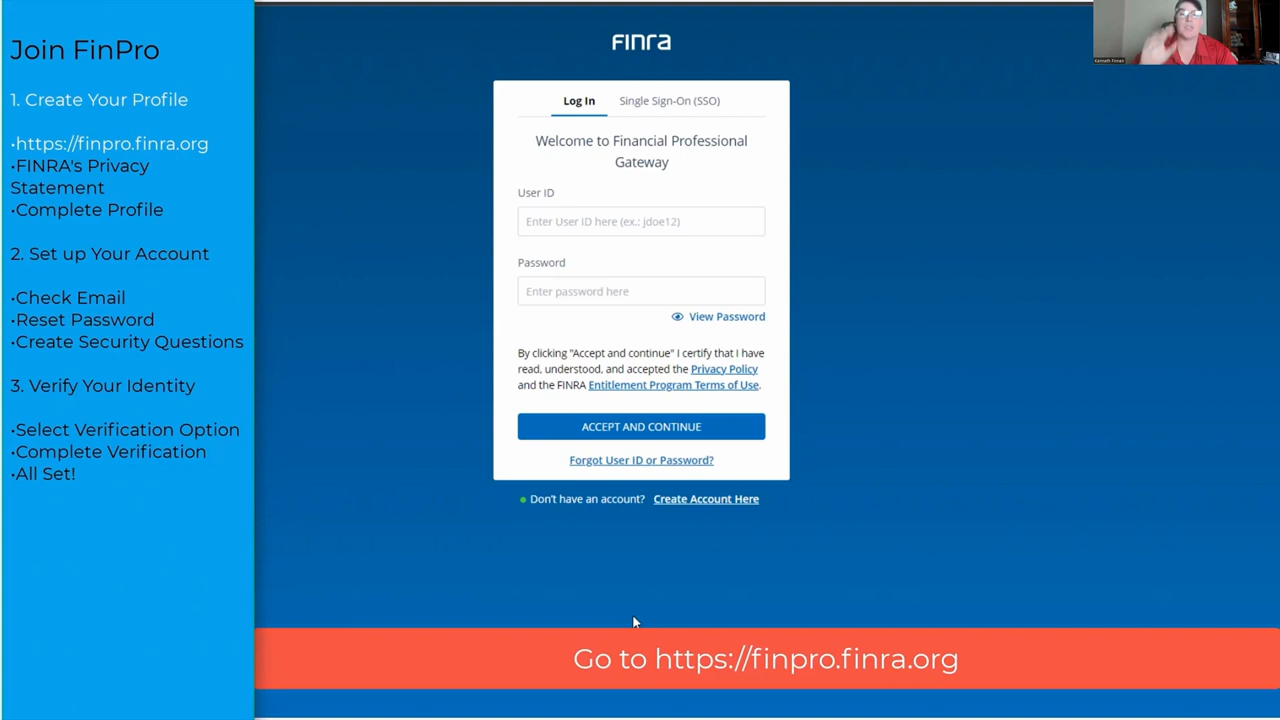 Join FinPro
1. Create Your Profile
•https://finpro.finra.org
•FINRA's Privacy
Statement
•Complete Profile
2. Set up Your Account
•Check Email
•Reset Password
•Create Security Questions
3. Verify Your Identity
•Select Verification Option
•Complete Verification
•All Set!
Finra
Log In
Single Sign-On (SSO)
Welcome to Financial Professional
Gateway
User ID
Enter User ID here (ex.: jdoe12)
Password
Enter password here
View Password
By clicking "Accept and continue" I certify that I have
read, understood, and accepted the Privacy Policy
and the FINRA Entitlement Program Terms of Use.
ACCEPT AND CONTINUE
Forgot User ID or Password?
Don't have an account? Create Account Here
Go to https://finpro.finra.org
Kenneth Finnen